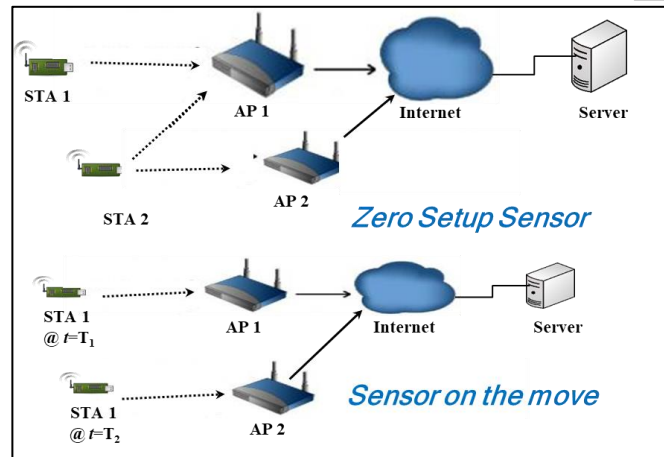 STA 1
AP 1
Internet
Server
STA 2
AP 2
Zero Setup Sensor
STA 1
@ t=T₁
AP 1
Internet
Server
STA 1
@ t=T₂
AP 2
Sensor on the move